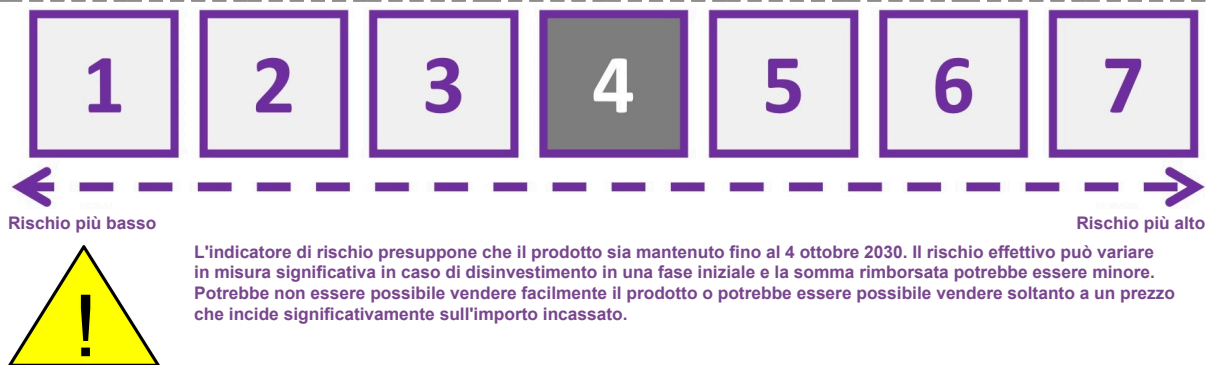 1 2 3 4 5 6 7
Rischio più basso Rischio più alto
L'indicatore di rischio presuppone che il prodotto sia mantenuto fino al 4 ottobre 2030. Il rischio effettivo può variare
in misura significativa in caso di disinvestimento in una fase iniziale e la somma rimborsata potrebbe essere minore.
Potrebbe non essere possibile vendere facilmente il prodotto o potrebbe essere possibile vendere soltanto a un prezzo
che incide significativamente sull'importo incassato.
!